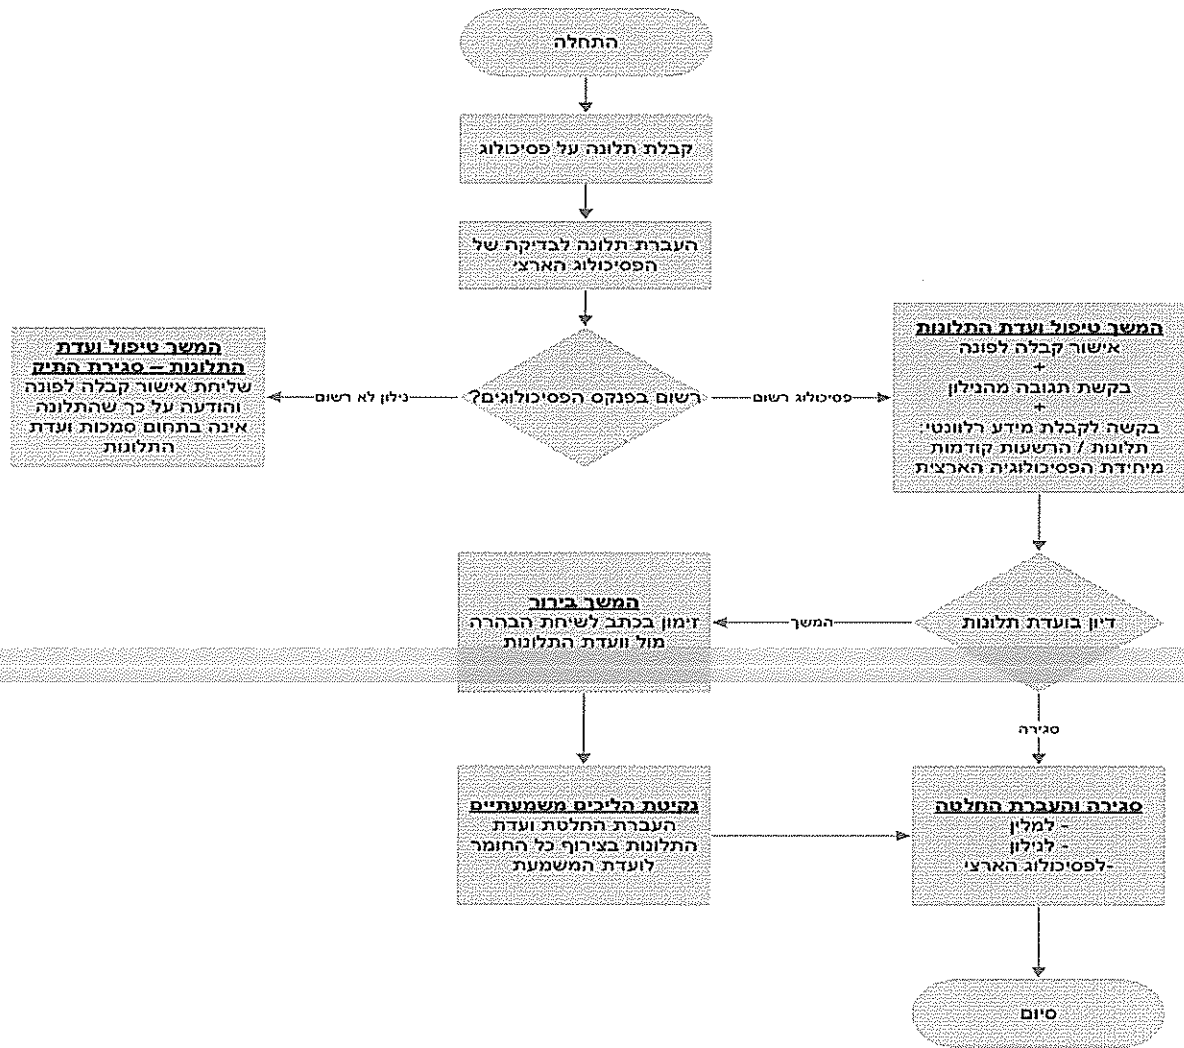 התחלה
קבלת תלונה על פסיכולוג
העברת תלונה לבדיקה של
הפסיכולוג הארצי
רשום בפנקס הפסיכולוגים?
פסיכולוג רשום
המשך טיפול ועדת התלונות
אישור קבלה לפונה
+
בקשת תגובה מהנילון
+
בקשה לקבלת מידע רלוונטי:
תלונות / הרשעות קודמות
מיחידת הפסיכולוגיה הארצית
נילון לא רשום
המשך טיפול ועדת
התלונות – סגירת התיק
שליחת אישור קבלה לפונה
והודעה על כך שהתלונה
אינה בתחום סמכות ועדת
התלונות
דיון בועדת תלונות
המשך
המשך בירור
זימון בכתב לשיחת הבהרה
מול וועדת התלונות
סגירה
נקיטת הליכים משמעתיים
העברת החלטת ועדת
התלונות בצירוף כל החומר
לועדת המשמעת
סגירה והעברת החלטה
- למלין
- לנילון
-לפסיכולוג הארצי
סיום